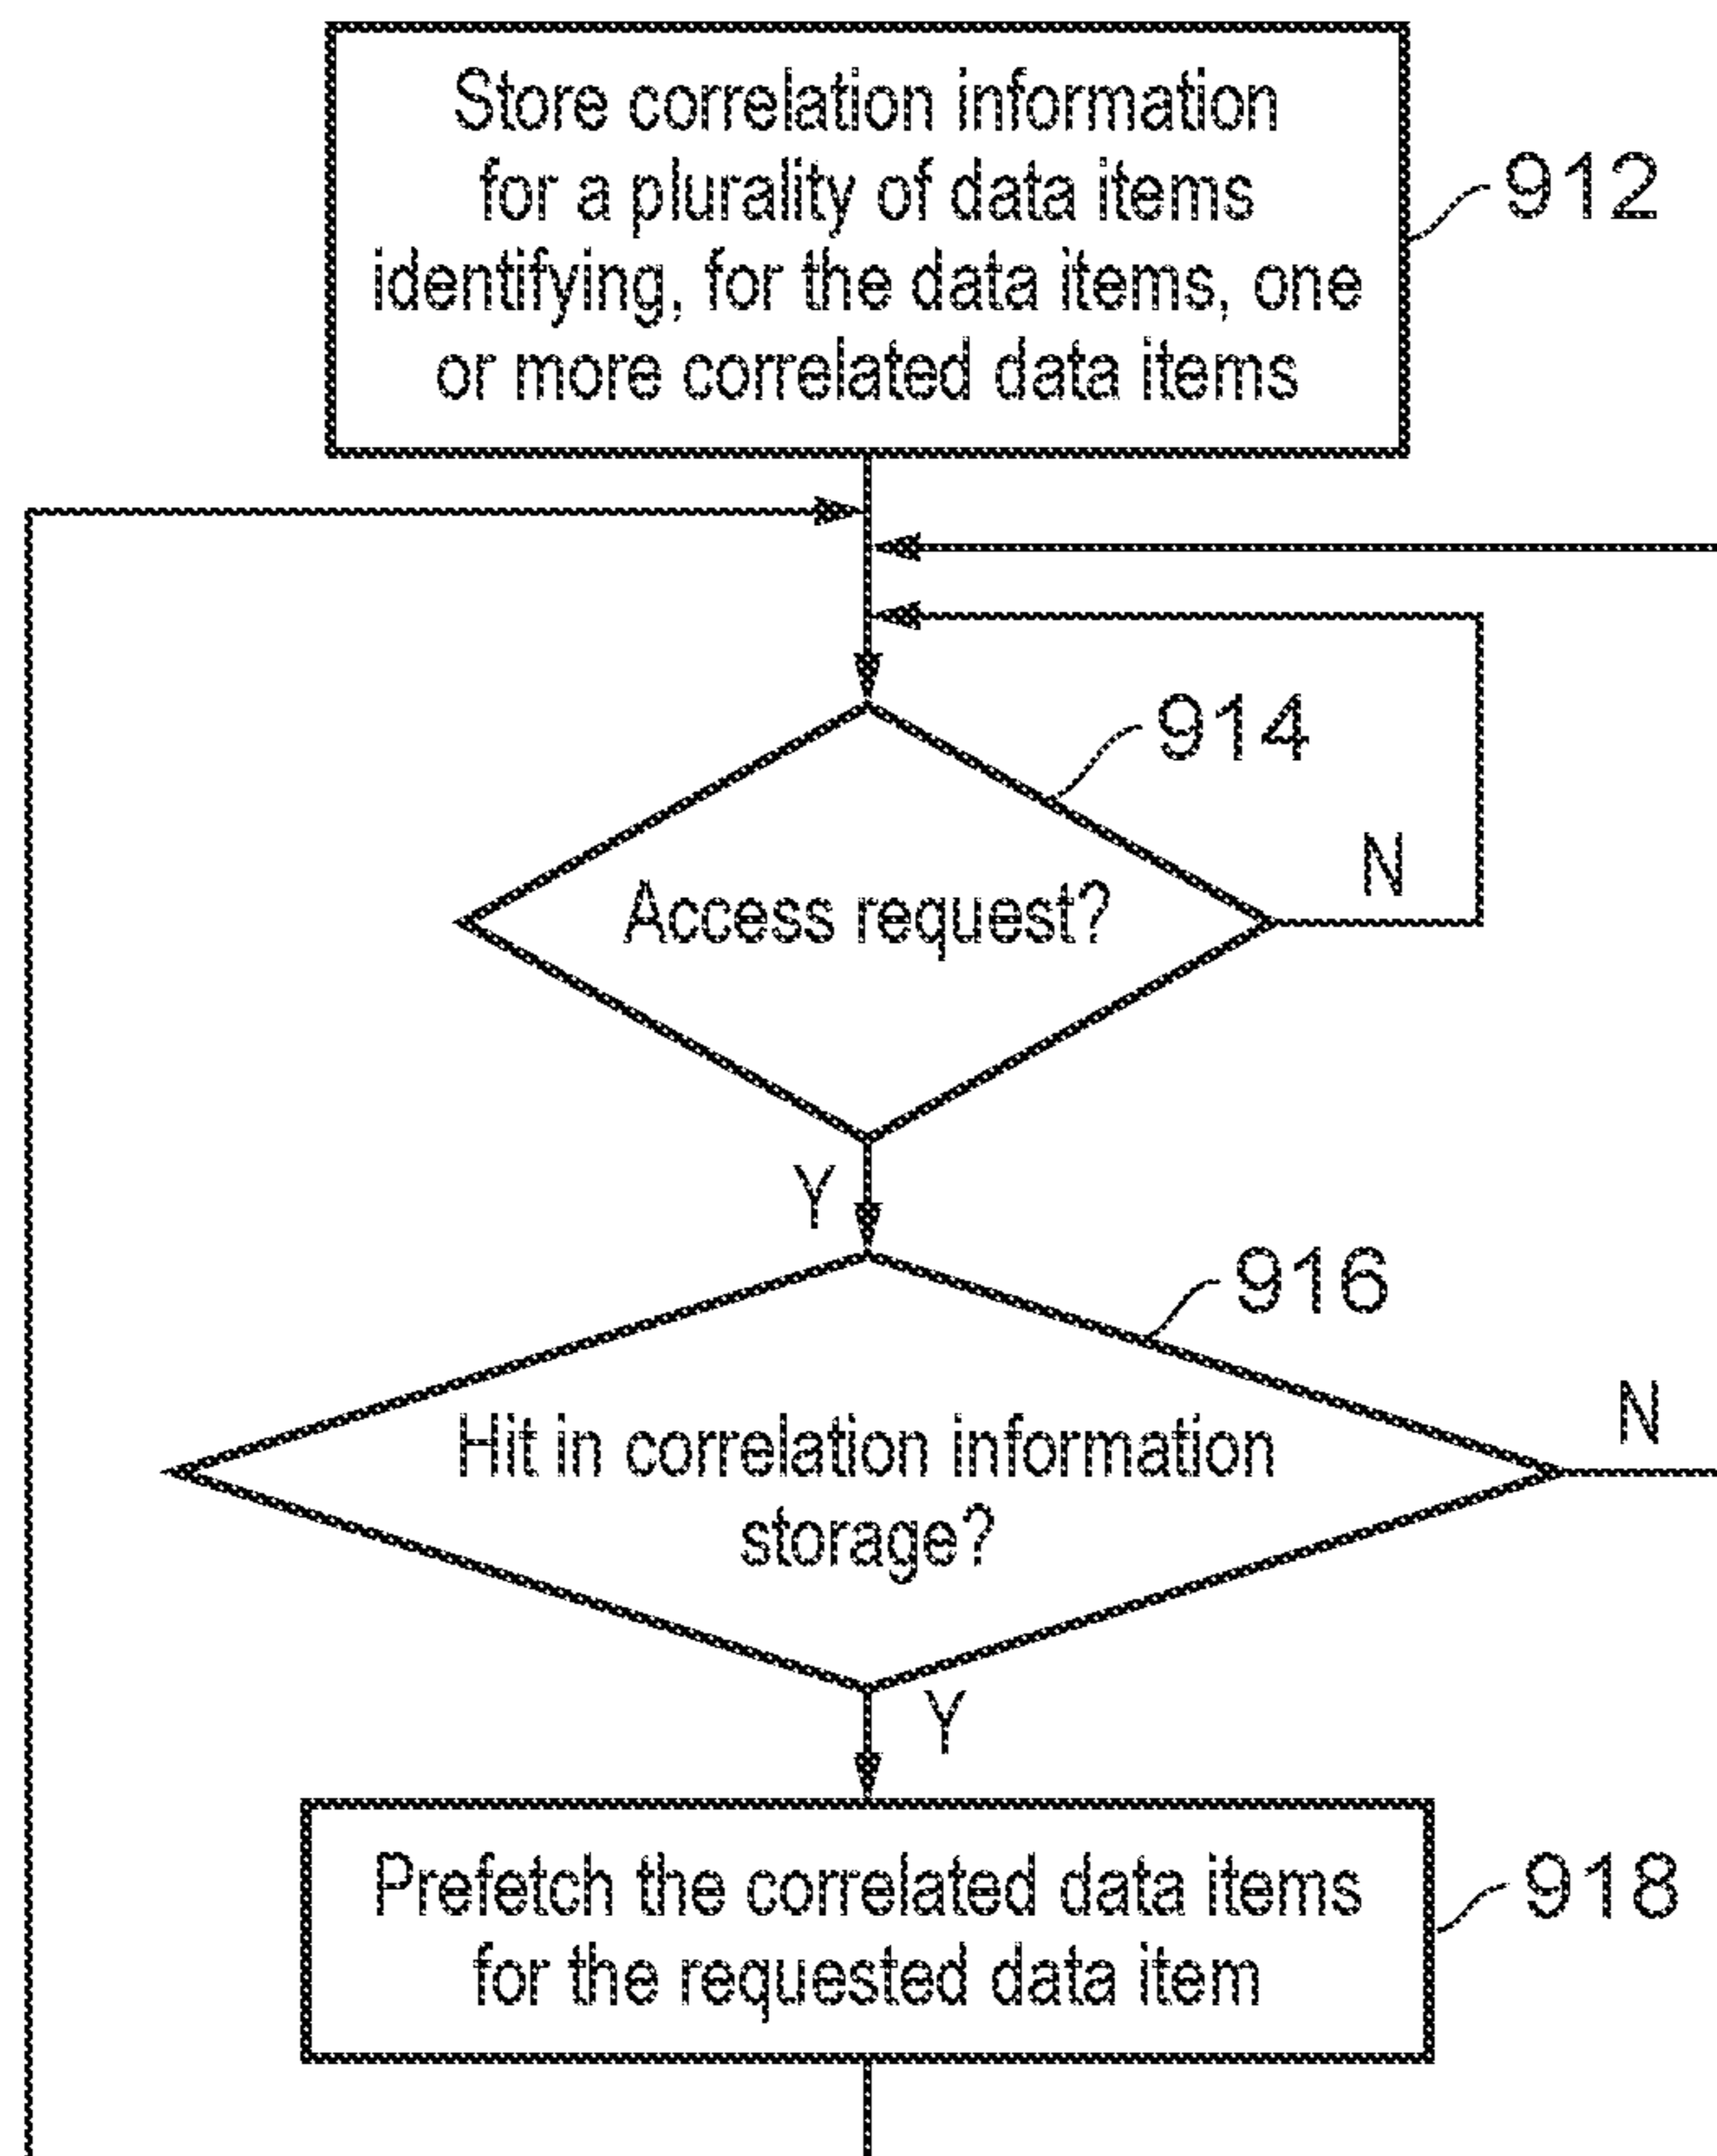 Store correlation information
for a plurality of data items
identifying, for the data items, one
or more correlated data items
912
914
Access request?
N
Y
916
Hit in correlation information
storage?
N
Y
Prefetch the correlated data items
for the requested data item
918